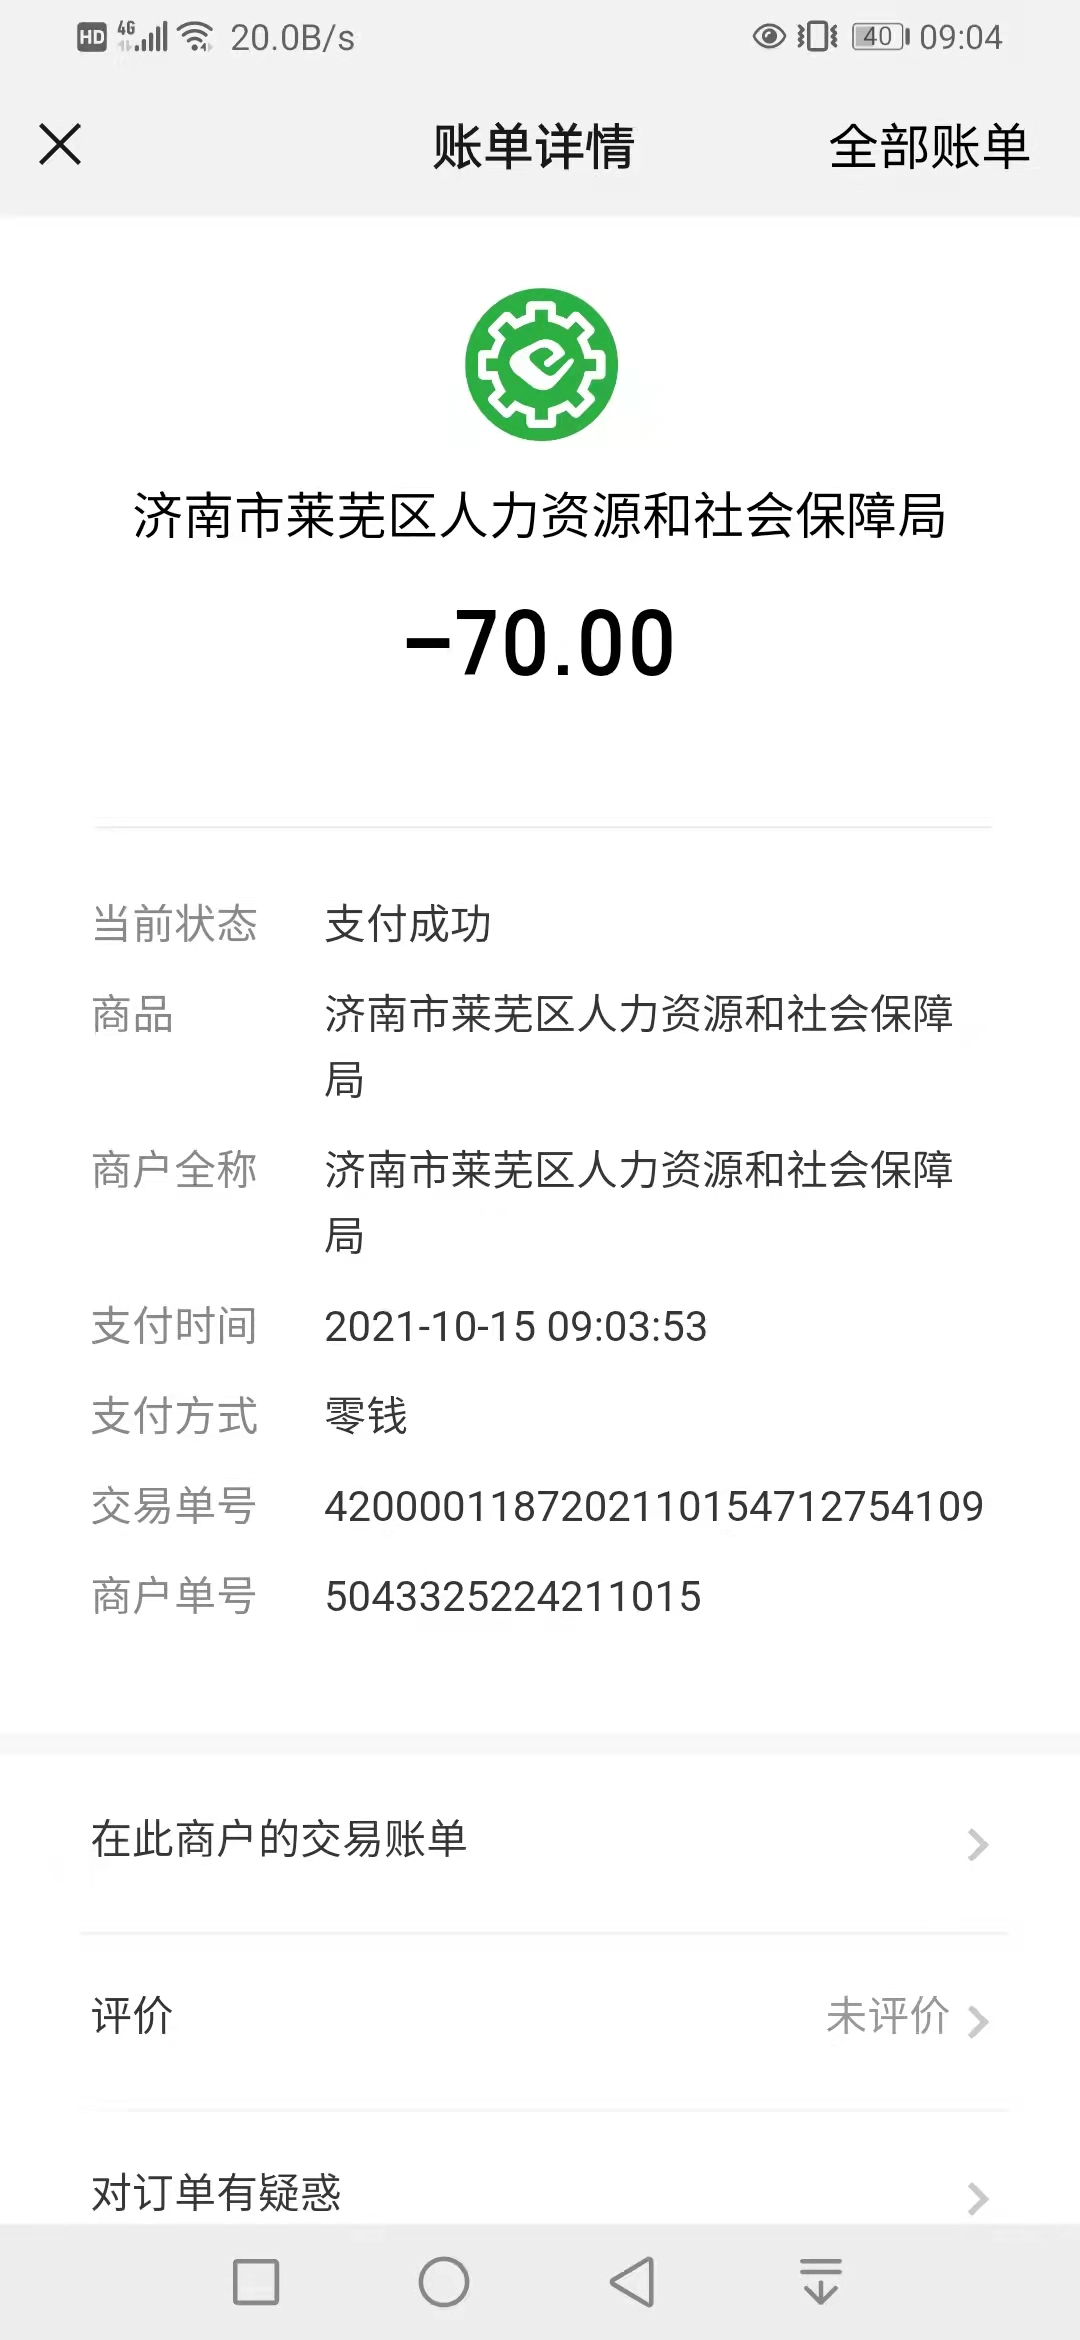 HD 4G 20.0B/s 40 09:04
账单详情 全部账单
济南市莱芜区人力资源和社会保障局
-70.00
当前状态 支付成功
商品 济南市莱芜区人力资源和社会保障
局
商户全称 济南市莱芜区人力资源和社会保障
局
支付时间 2021-10-15 09:03:53
支付方式 零钱
交易单号 4200001187202110154712754109
商户单号 5043325224211015
在此商户的交易账单
评价 未评价
对订单有疑惑